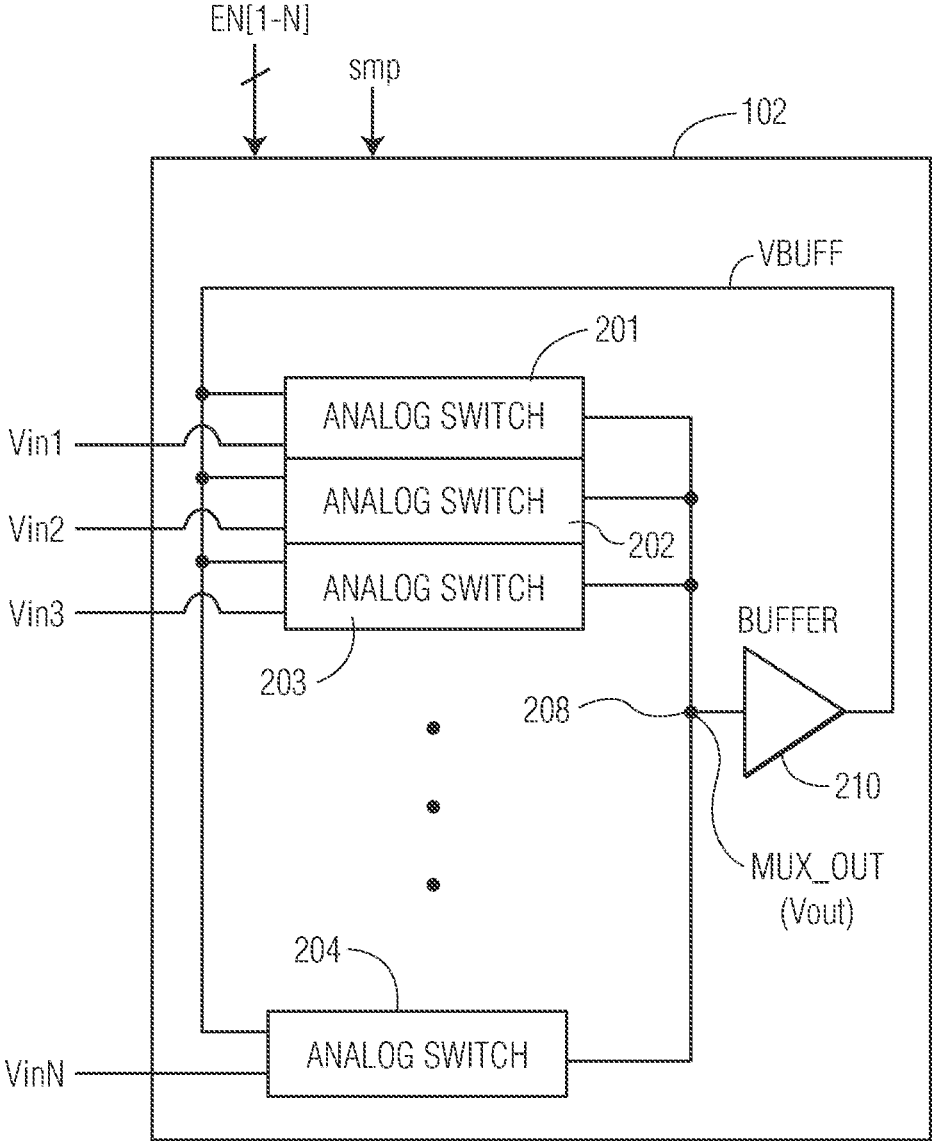 EN[1-N]
smp
102
VBUFF
201
ANALOG SWITCH
Vin1
ANALOG SWITCH
Vin2
202
ANALOG SWITCH
Vin3
BUFFER
203
208
210
MUX_OUT
(Vout)
204
ANALOG SWITCH
VinN